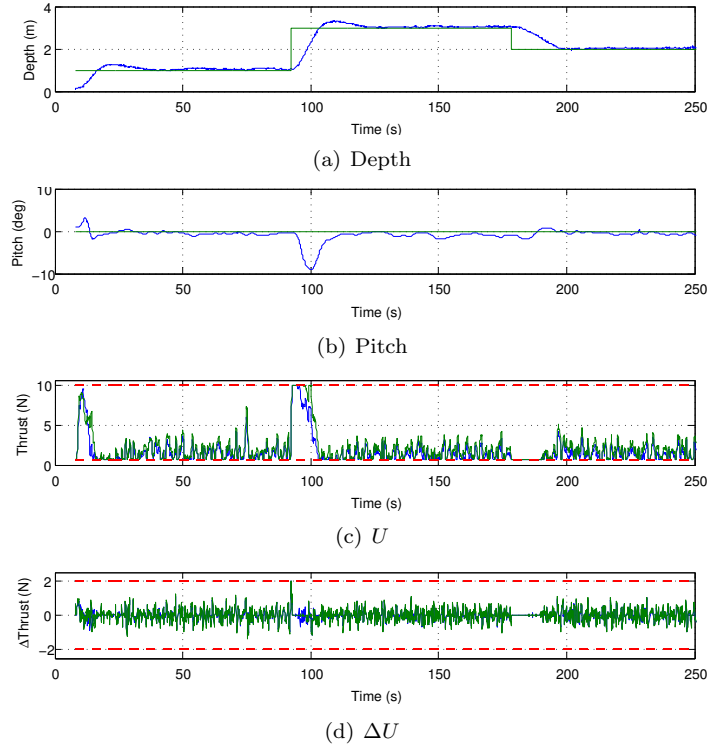 4
2
0
Depth (m)
0 50 100 150 200 250
Time (s)
(a) Depth
10
0
−10
Pitch (deg)
0 50 100 150 200 250
Time (s)
(b) Pitch
10
5
0
Thrust (N)
0 50 100 150 200 250
Time (s)
(c) U
2
0
−2
ΔThrust (N)
0 50 100 150 200 250
Time (s)
(d) ΔU